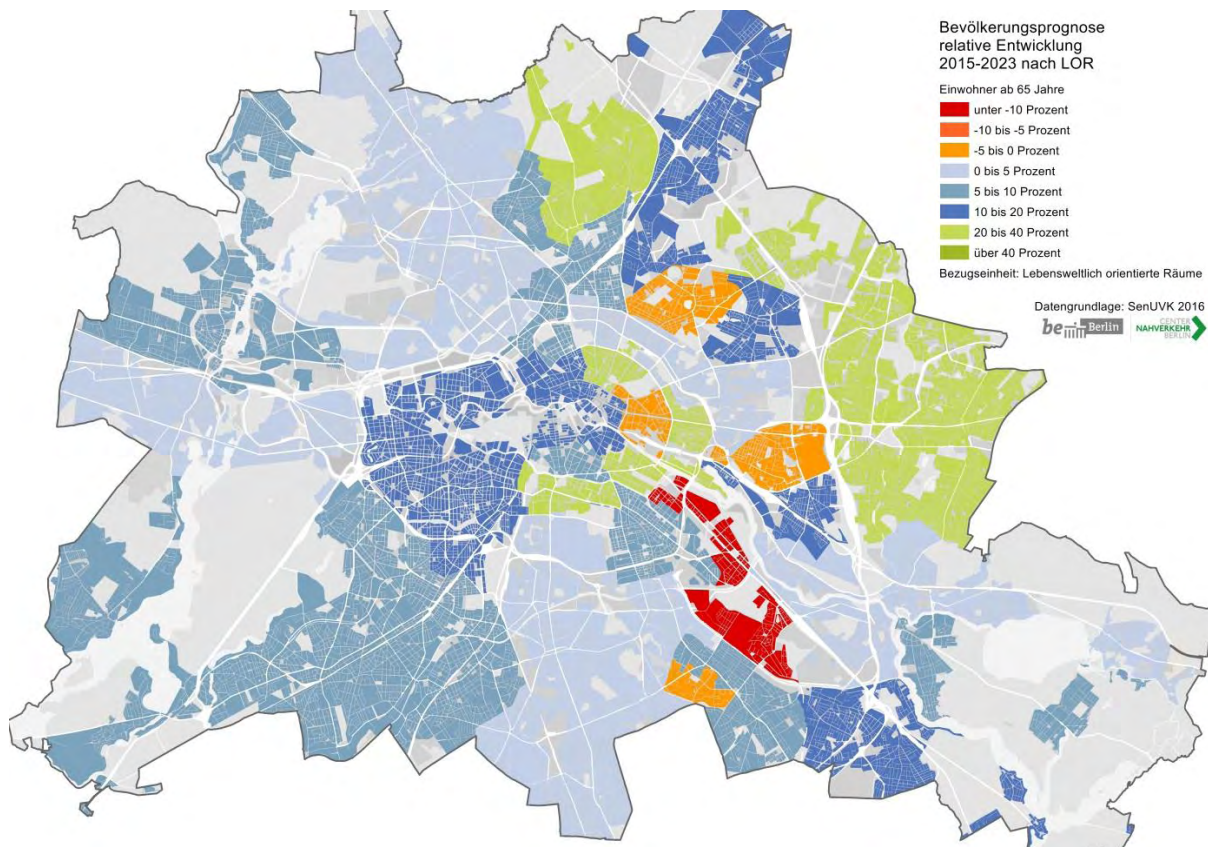 Bevölkerungsprognose
relative Entwicklung
2015-2023 nach LOR
Einwohner ab 65 Jahre
unter -10 Prozent
-10 bis -5 Prozent
-5 bis 0 Prozent
0 bis 5 Prozent
5 bis 10 Prozent
10 bis 20 Prozent
20 bis 40 Prozent
über 40 Prozent
Bezugseinheit: Lebensweltlich orientierte Räume
Datengrundlage: SenUVK 2016
be Berlin
CENTER
NAHVERKEHR
BERLIN